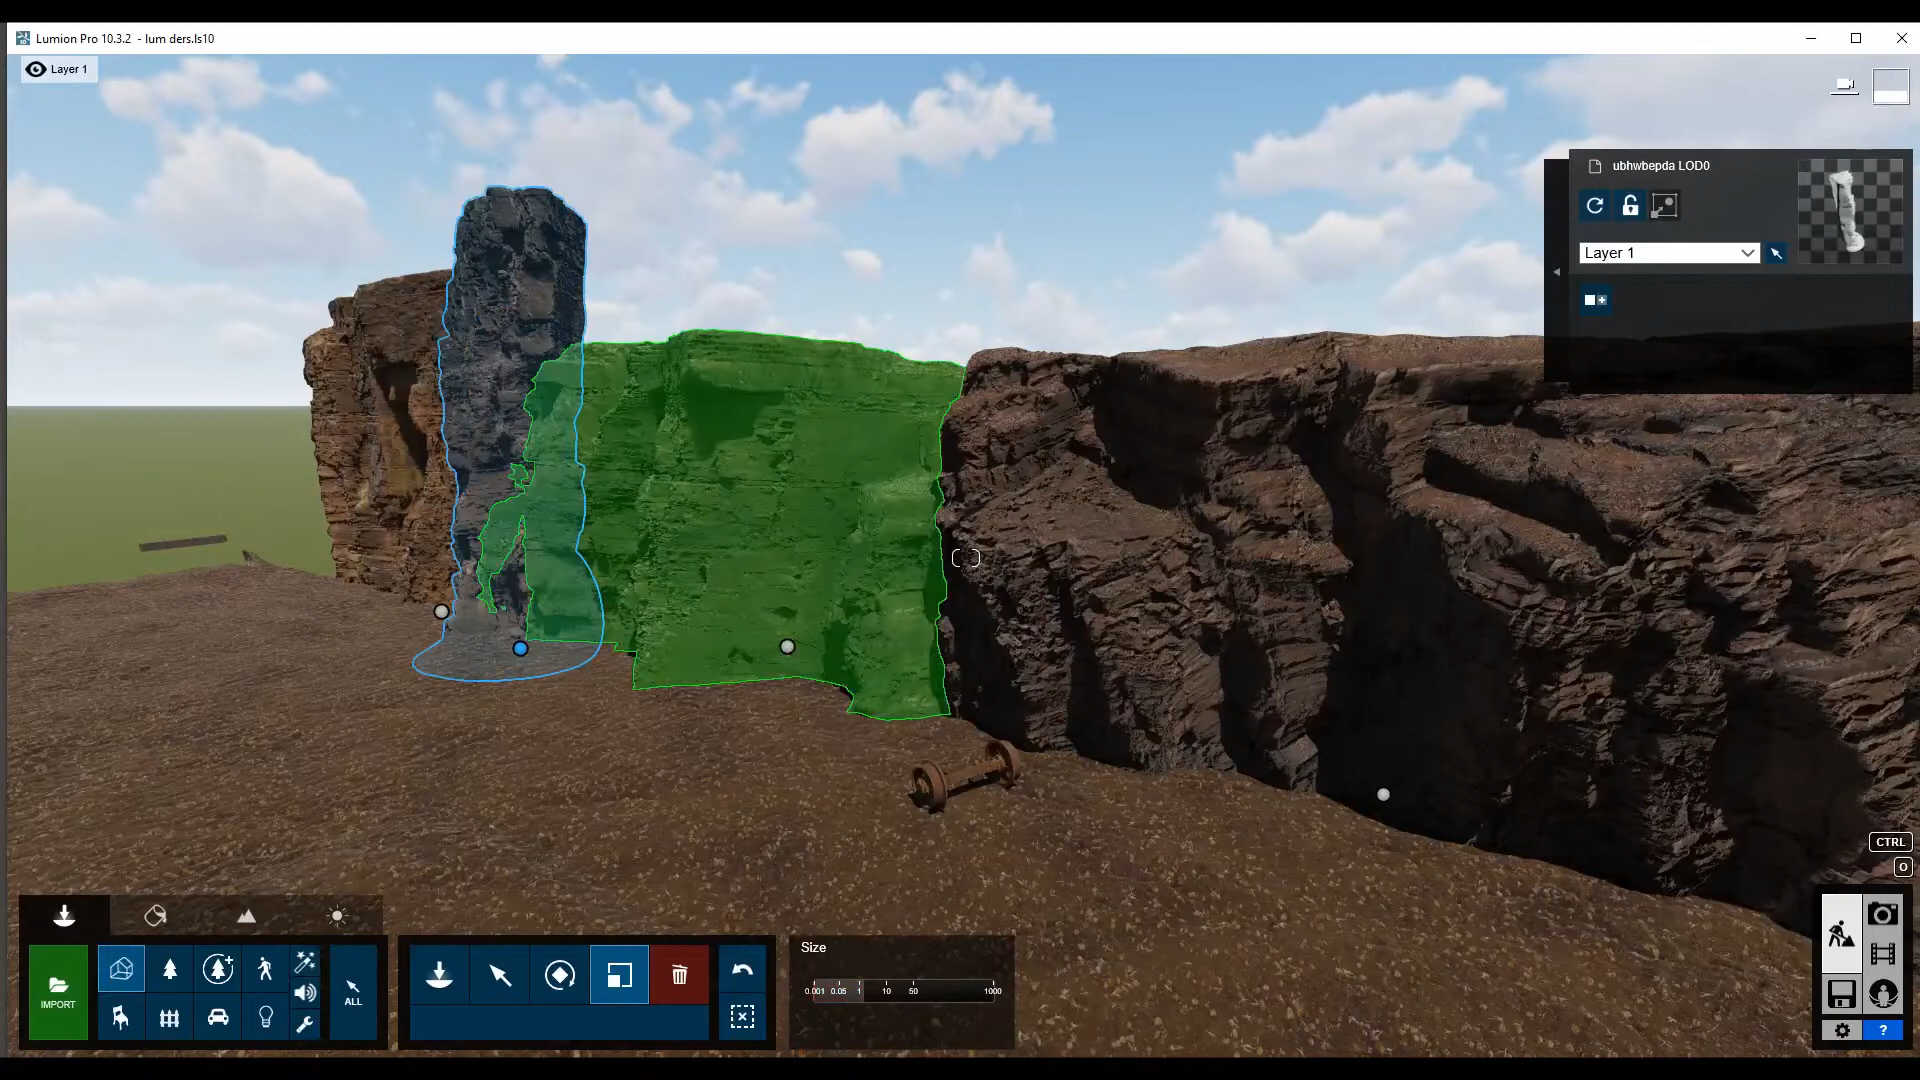 Lumion Pro 10.3.2 - lum ders.ls10
Layer 1
ubhwbepda LOD0
Layer 1
CTRL
O
IMPORT
ALL
Size
0.001 0.05 1 10 50 1000
?